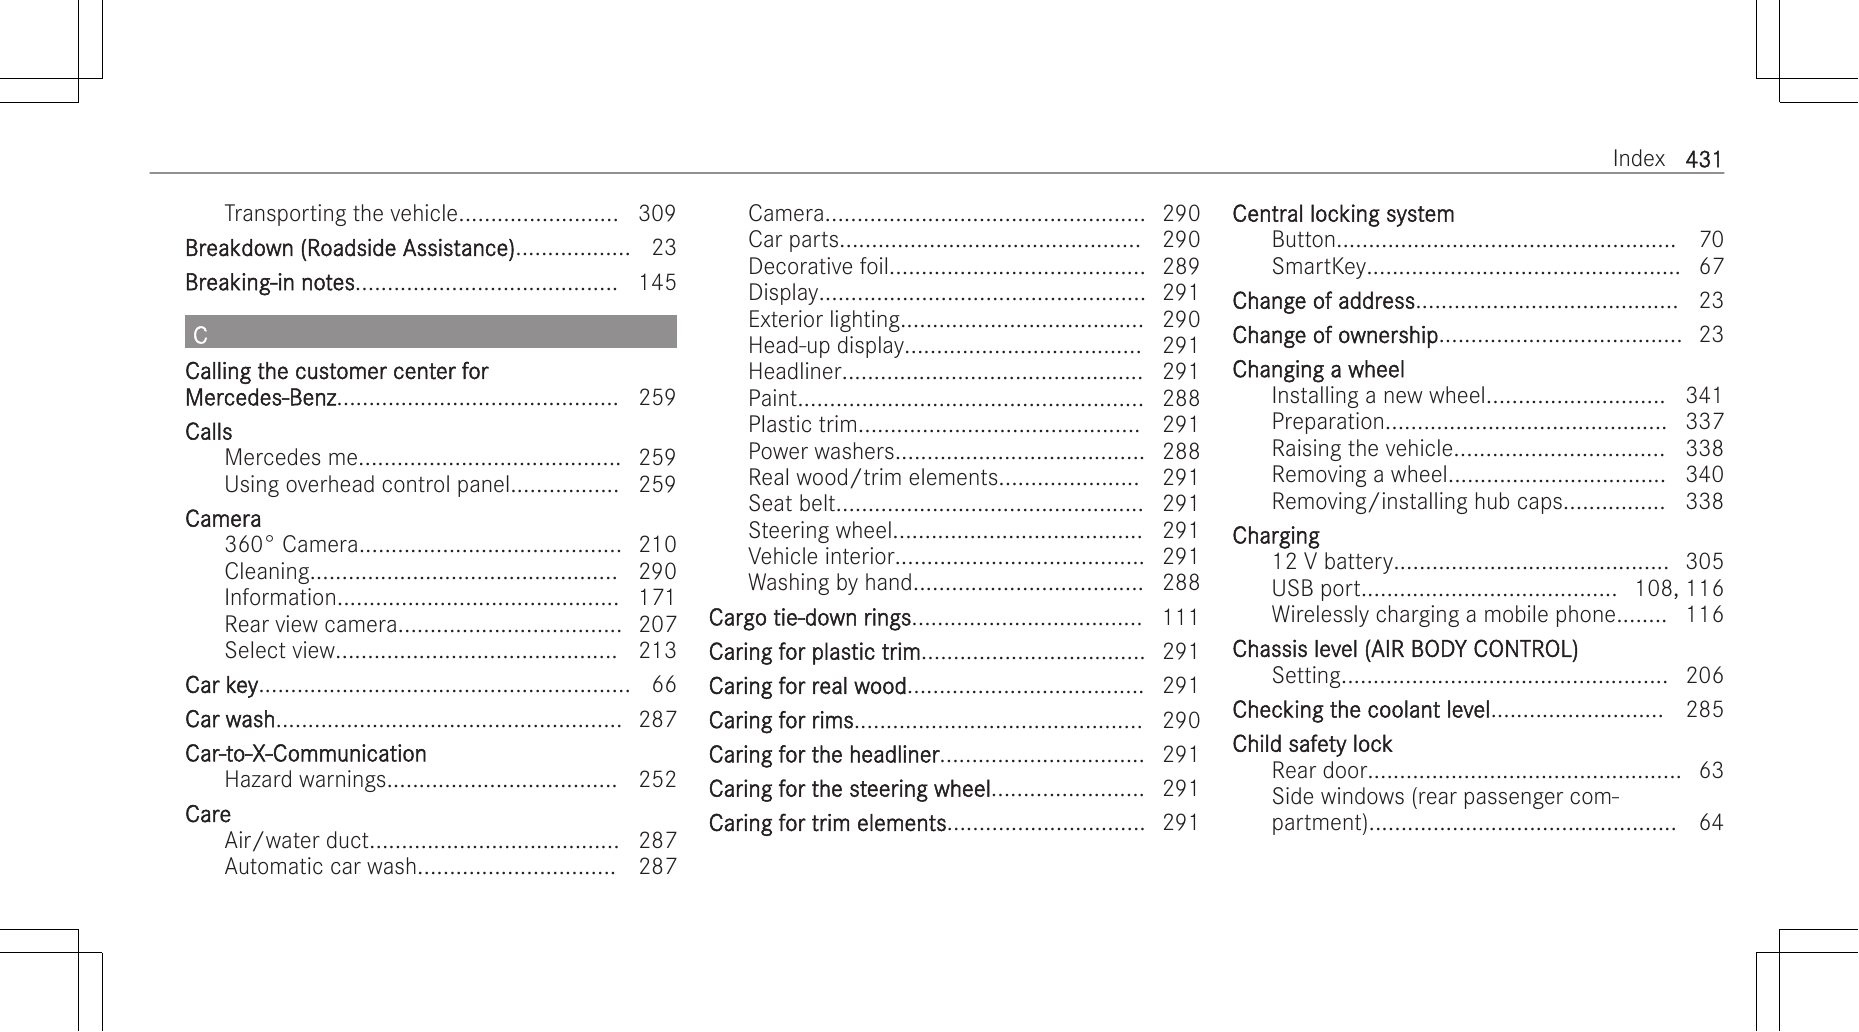 Index 431
Transporting the vehicle......................... 309
Breakdown (Roadside Assistance).................. 23
Breaking-in notes......................................... 145
C
Calling the customer center for
Mercedes-Benz............................................ 259
Calls
Mercedes me......................................... 259
Using overhead control panel................. 259
Camera
360° Camera......................................... 210
Cleaning................................................ 290
Information............................................ 171
Rear view camera................................... 207
Select view............................................ 213
Car key.......................................................... 66
Car wash...................................................... 287
Car-to-X-Communication
Hazard warnings.................................... 252
Care
Air/water duct....................................... 287
Automatic car wash............................... 287
Camera.................................................. 290
Car parts............................................... 290
Decorative foil........................................ 289
Display................................................... 291
Exterior lighting...................................... 290
Head-up display..................................... 291
Headliner............................................... 291
Paint...................................................... 288
Plastic trim............................................ 291
Power washers....................................... 288
Real wood/trim elements...................... 291
Seat belt................................................ 291
Steering wheel....................................... 291
Vehicle interior....................................... 291
Washing by hand.................................... 288
Cargo tie-down rings.................................... 111
Caring for plastic trim................................... 291
Caring for real wood..................................... 291
Caring for rims............................................. 290
Caring for the headliner................................ 291
Caring for the steering wheel........................ 291
Caring for trim elements............................... 291
Central locking system
Button..................................................... 70
SmartKey................................................. 67
Change of address......................................... 23
Change of ownership...................................... 23
Changing a wheel
Installing a new wheel............................ 341
Preparation............................................ 337
Raising the vehicle................................. 338
Removing a wheel.................................. 340
Removing/installing hub caps................ 338
Charging
12 V battery........................................... 305
USB port........................................ 108, 116
Wirelessly charging a mobile phone........ 116
Chassis level (AIR BODY CONTROL)
Setting................................................... 206
Checking the coolant level........................... 285
Child safety lock
Rear door................................................. 63
Side windows (rear passenger com-
partment)................................................ 64